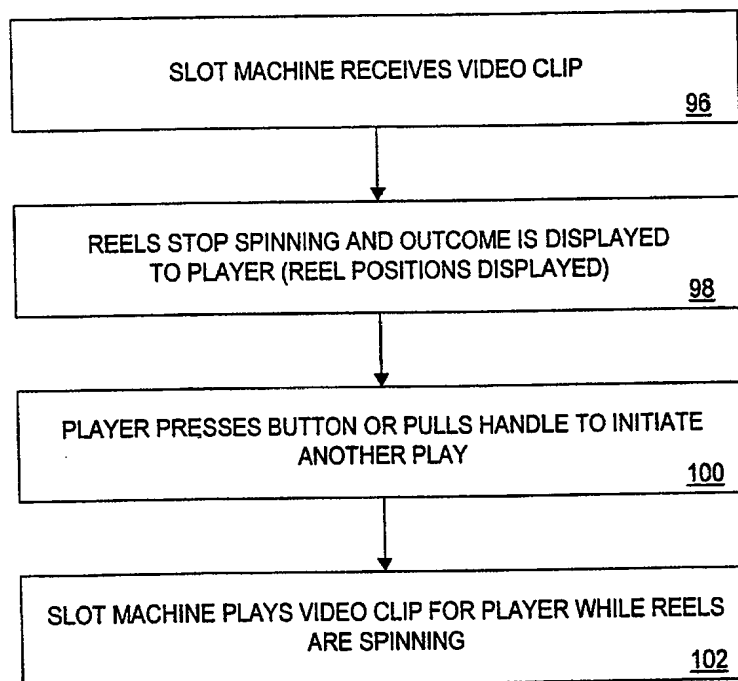 SLOT MACHINE RECEIVES VIDEO CLIP
96
REELS STOP SPINNING AND OUTCOME IS DISPLAYED
TO PLAYER (REEL POSITIONS DISPLAYED)
98
PLAYER PRESSES BUTTON OR PULLS HANDLE TO INITIATE
ANOTHER PLAY
100
SLOT MACHINE PLAYS VIDEO CLIP FOR PLAYER WHILE REELS
ARE SPINNING
102